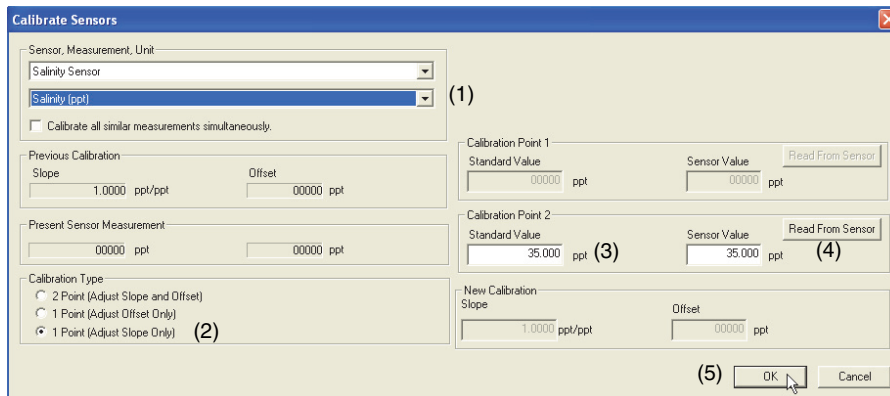 Calibrate Sensors
Sensor, Measurement, Unit
Salinity Sensor
Salinity (ppt)
(1)
Calibrate all similar measurements simultaneously.
Previous Calibration
Slope Offset
1.0000 ppt/ppt 00000 ppt
Present Sensor Measurement
00000 ppt 00000 ppt
Calibration Type
2 Point (Adjust Slope and Offset)
1 Point (Adjust Offset Only)
1 Point (Adjust Slope Only) (2)
Calibration Point 1
Standard Value Sensor Value Read From Sensor
00000 ppt 00000 ppt
Calibration Point 2
Standard Value Sensor Value Read From Sensor
35.000 ppt (3) 35.000 ppt (4)
New Calibration
Slope Offset
1.0000 ppt/ppt 00000 ppt
(5) OK Cancel